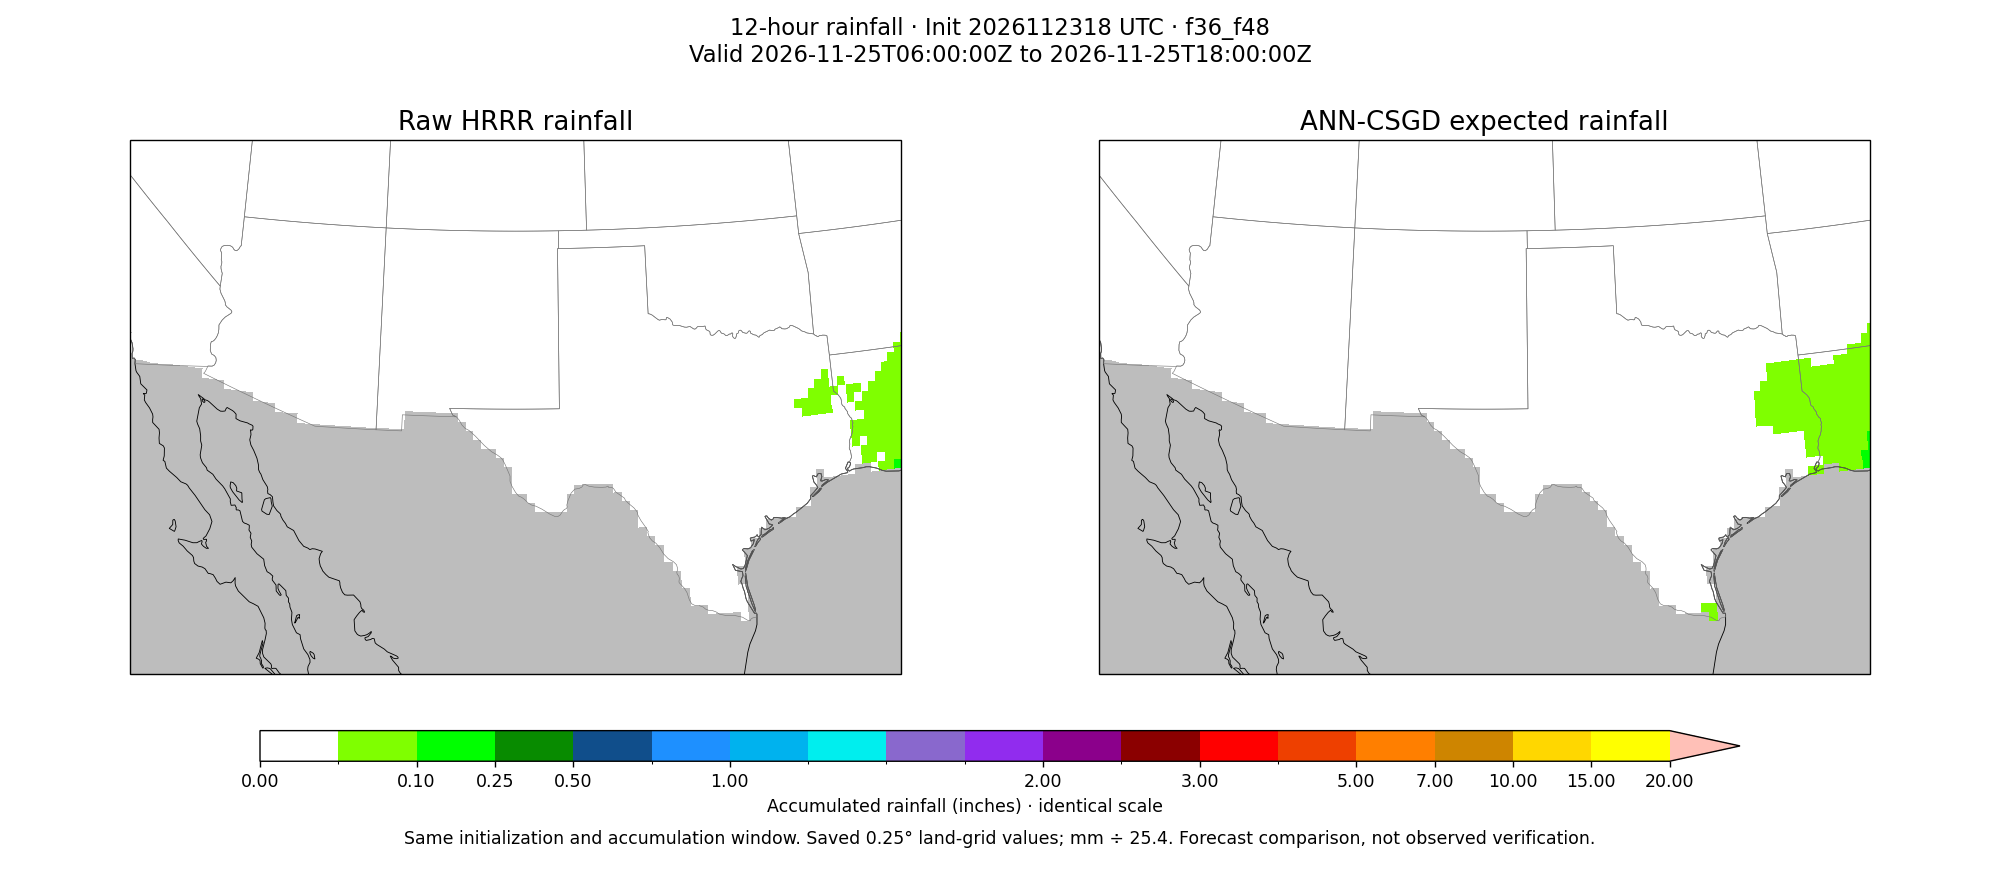 12-hour rainfall · Init 2026112318 UTC · f36_f48
Valid 2026-11-25T06:00:00Z to 2026-11-25T18:00:00Z
Raw HRRR rainfall
ANN-CSGD expected rainfall
0.00 0.10 0.25 0.50 1.00 2.00 3.00 5.00 7.00 10.00 15.00 20.00
Accumulated rainfall (inches) · identical scale
Same initialization and accumulation window. Saved 0.25° land-grid values; mm ÷ 25.4. Forecast comparison, not observed verification.